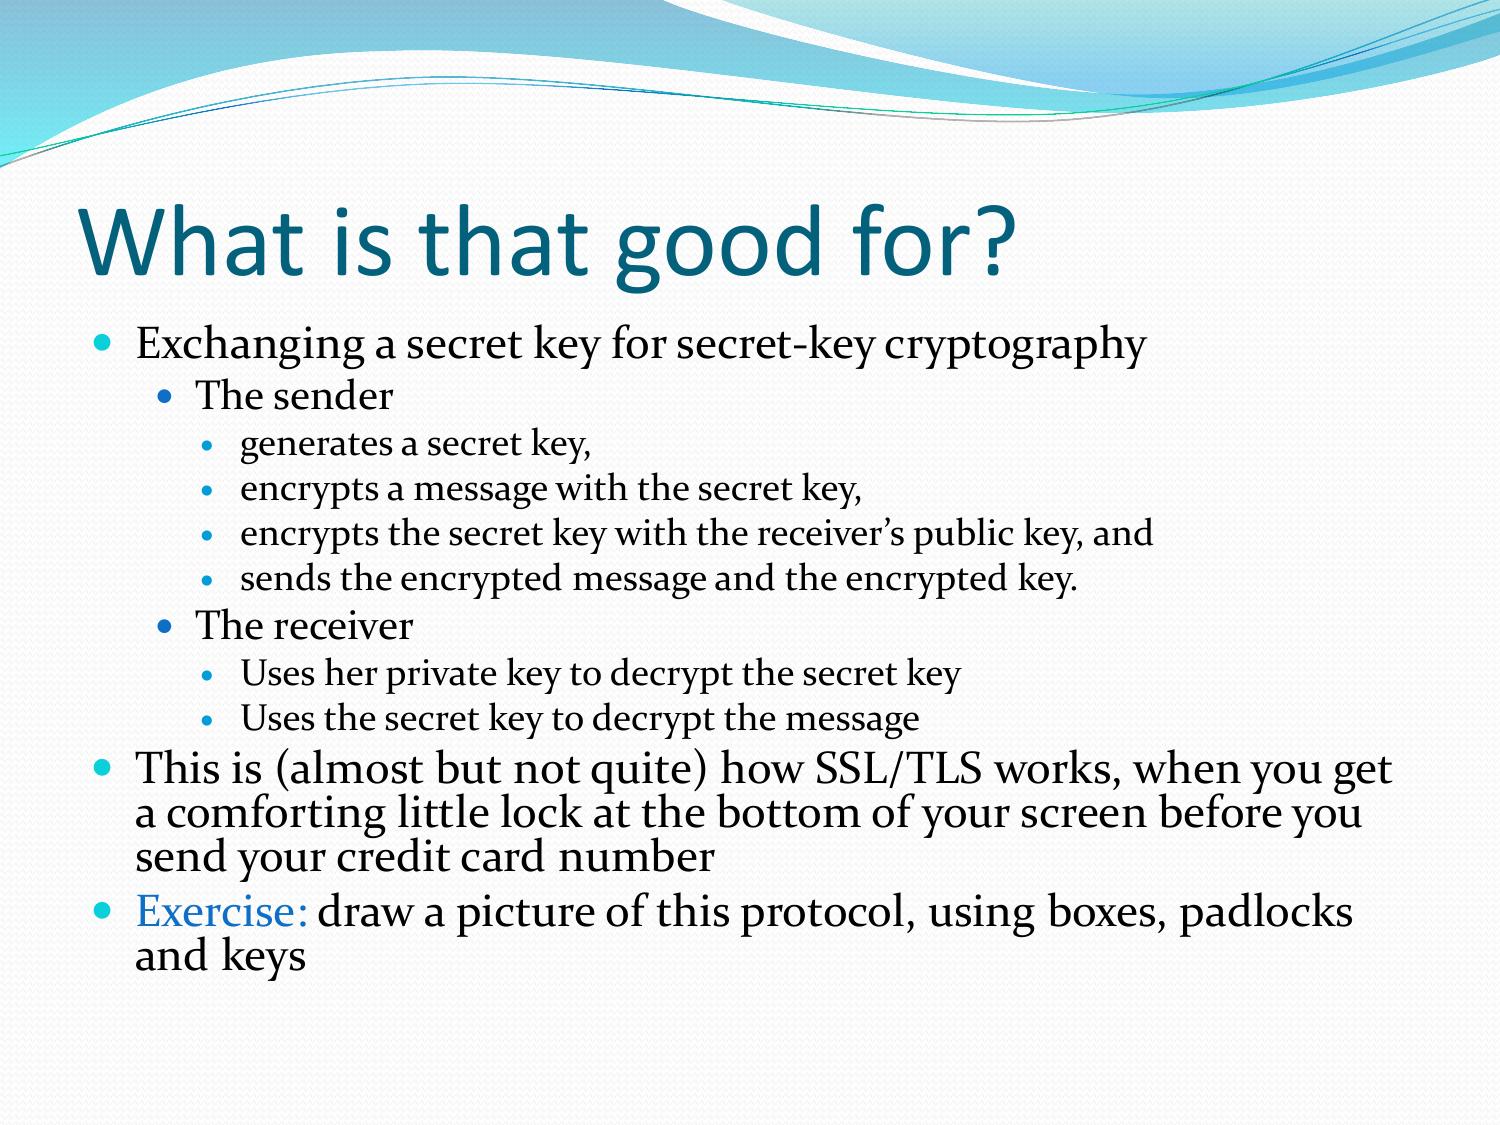 What is that good for?
• Exchanging a secret key for secret-key cryptography
• The sender
• generates a secret key,
• encrypts a message with the secret key,
• encrypts the secret key with the receiver’s public key, and
• sends the encrypted message and the encrypted key.
• The receiver
• Uses her private key to decrypt the secret key
• Uses the secret key to decrypt the message
• This is (almost but not quite) how SSL/TLS works, when you get
a comforting little lock at the bottom of your screen before you
send your credit card number
• Exercise: draw a picture of this protocol, using boxes, padlocks
and keys